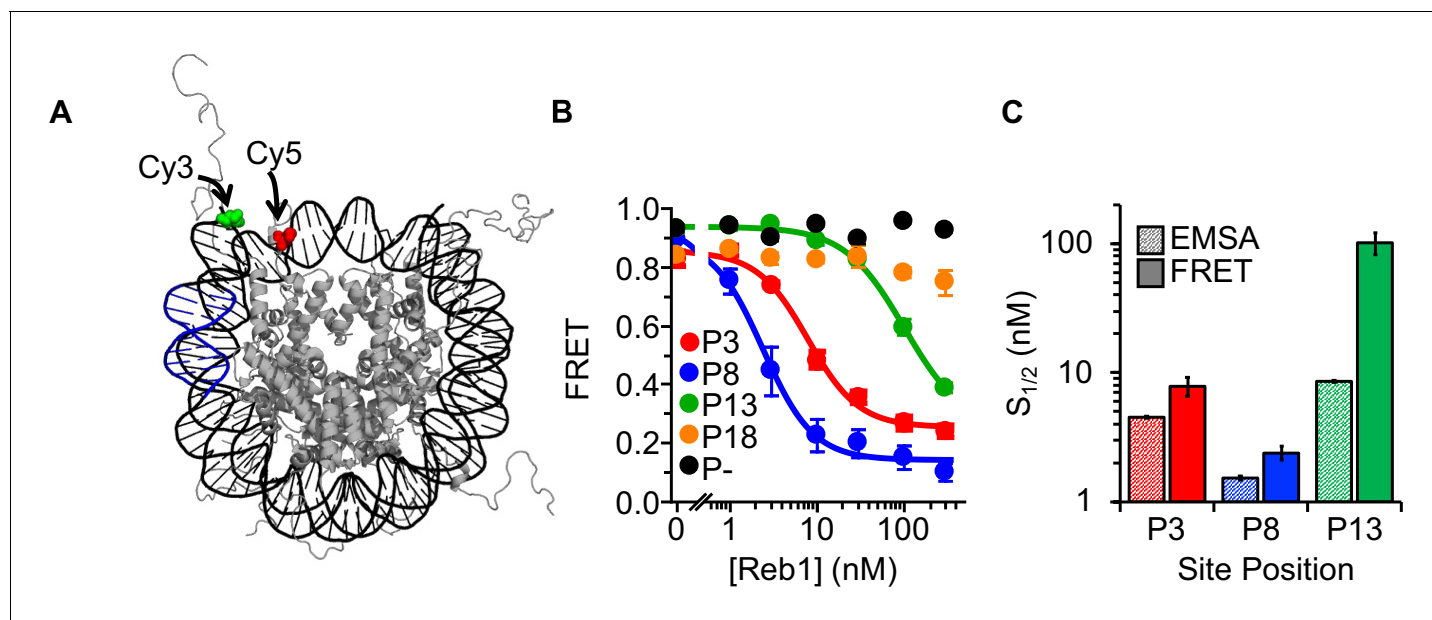 A
Cy3
Cy5
B
FRET
1.0
0.8
0.6
0.4
0.2
0.0
P3
P8
P13
P18
P-
0 1 10 100
[Reb1] (nM)
C
S1/2 (nM)
100
10
1
EMSA
FRET
P3 P8 P13
Site Position